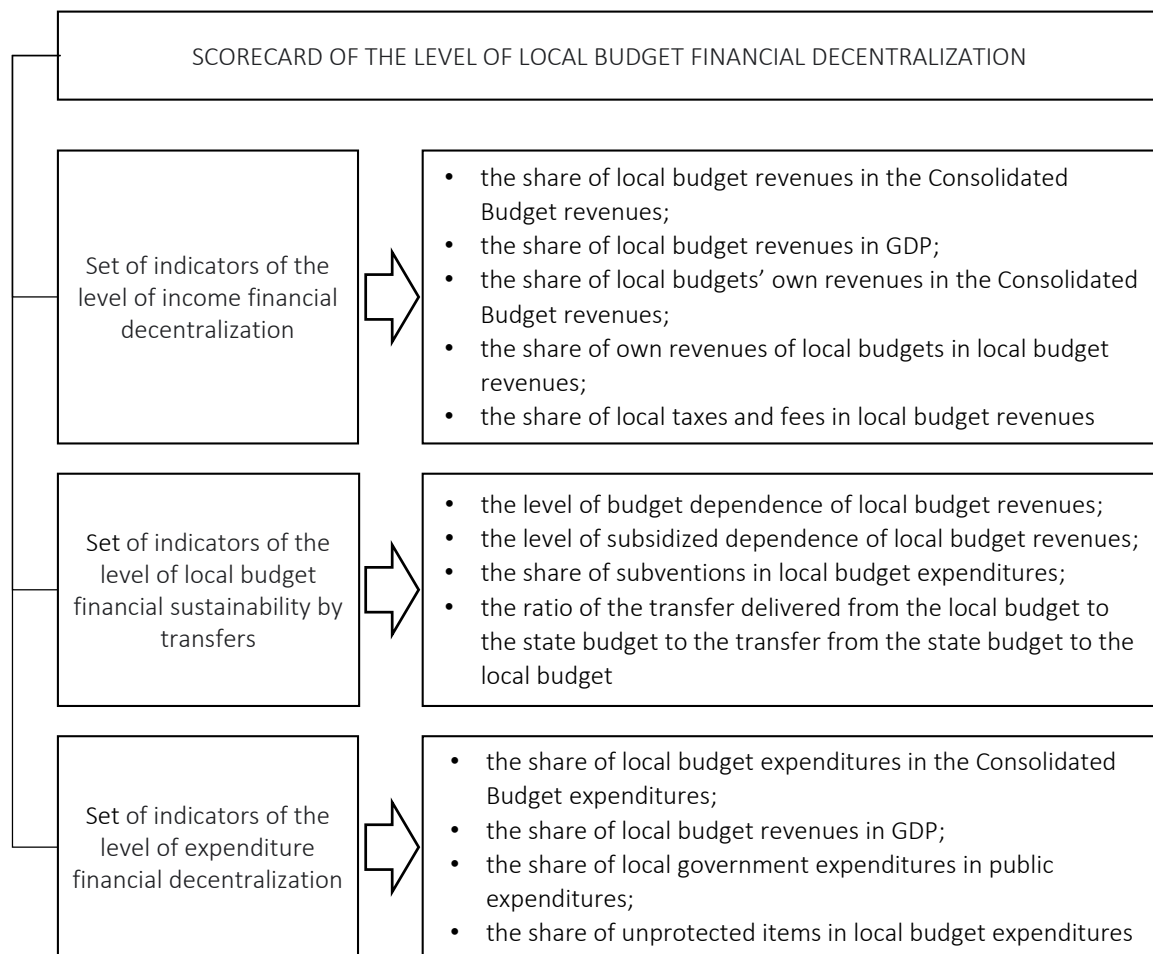 SCORECARD OF THE LEVEL OF LOCAL BUDGET FINANCIAL DECENTRALIZATION
Set of indicators of the
level of income financial
decentralization
• the share of local budget revenues in the Consolidated
Budget revenues;
• the share of local budget revenues in GDP;
• the share of local budgets’ own revenues in the Consolidated
Budget revenues;
• the share of own revenues of local budgets in local budget
revenues;
• the share of local taxes and fees in local budget revenues
Set of indicators of the
level of local budget
financial sustainability by
transfers
• the level of budget dependence of local budget revenues;
• the level of subsidized dependence of local budget revenues;
• the share of subventions in local budget expenditures;
• the ratio of the transfer delivered from the local budget to
the state budget to the transfer from the state budget to the
local budget
Set of indicators of the
level of expenditure
financial decentralization
• the share of local budget expenditures in the Consolidated
Budget expenditures;
• the share of local budget revenues in GDP;
• the share of local government expenditures in public
expenditures;
• the share of unprotected items in local budget expenditures